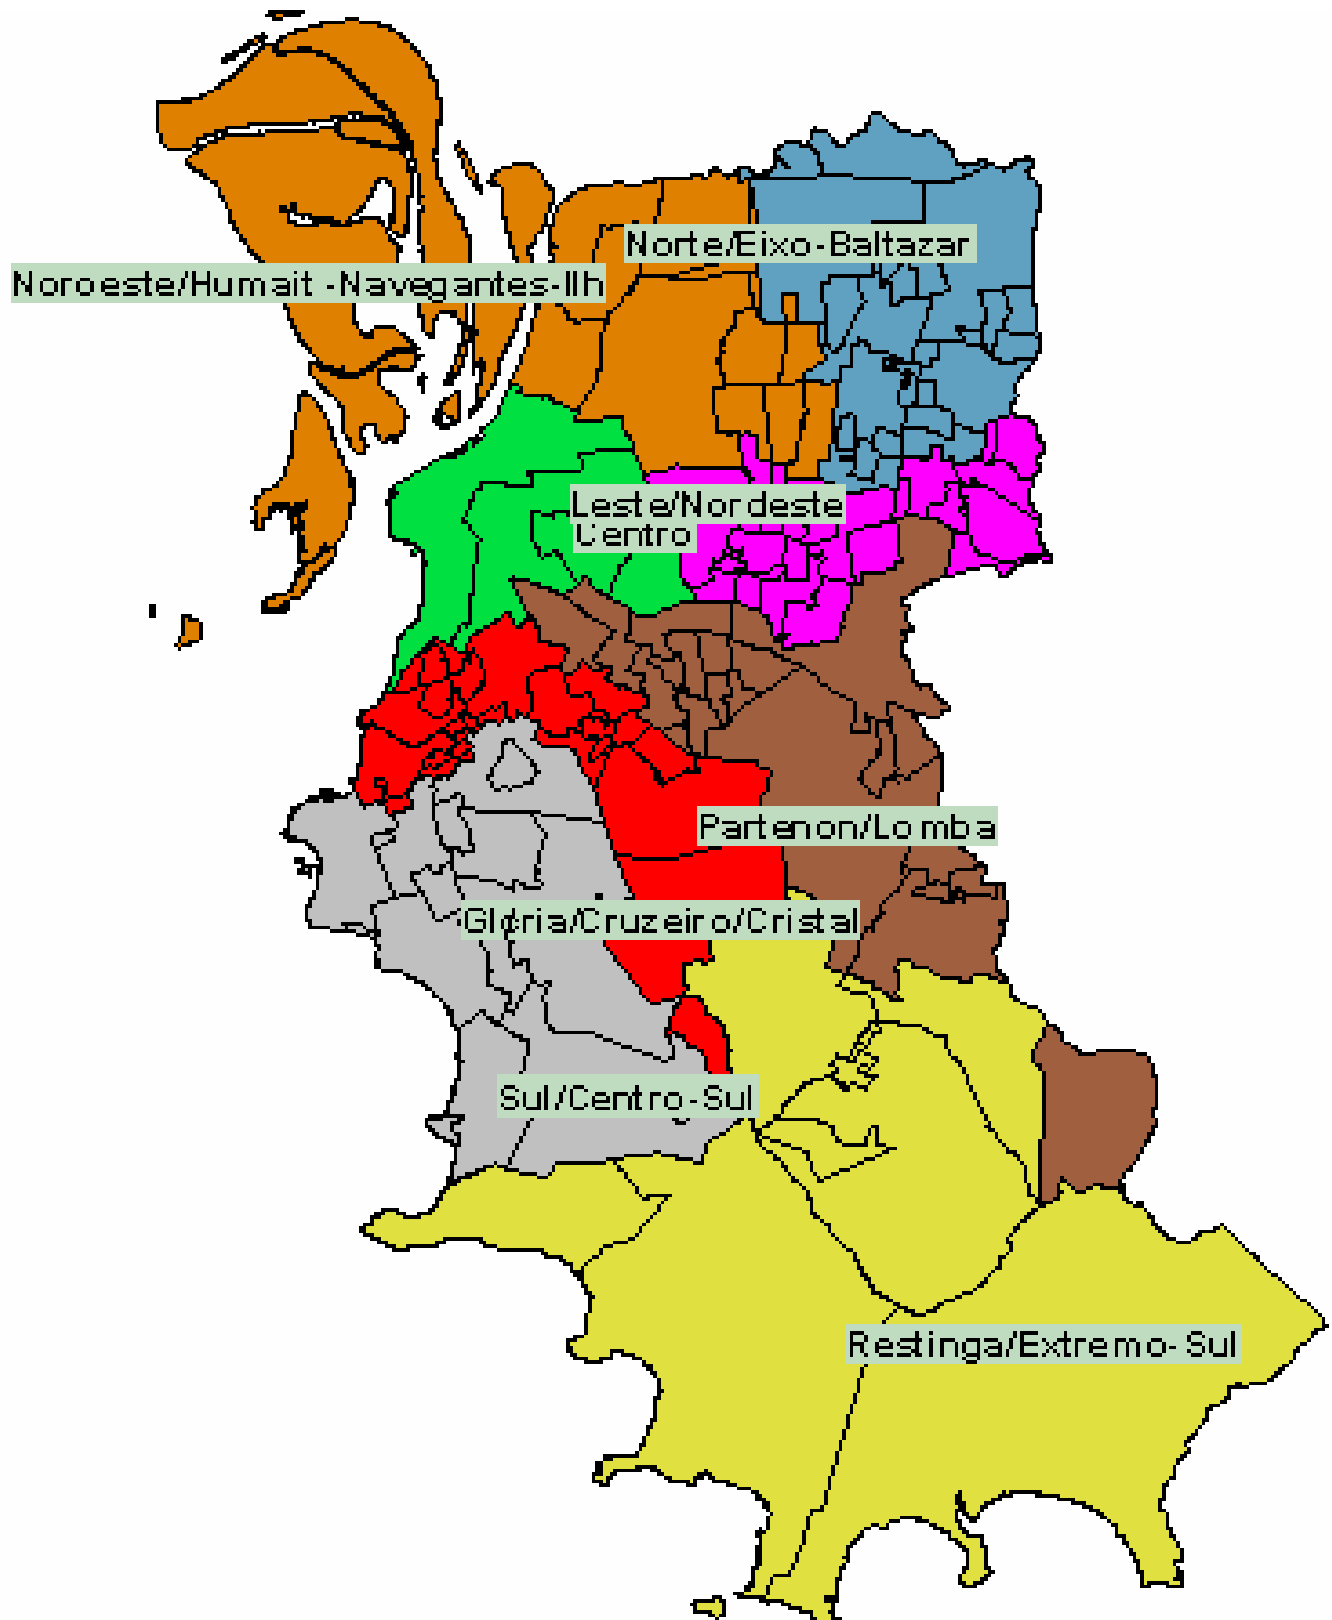 Norte/Eixo-Baltazar
Noroeste/Humait -Navegantes-Ilh
Leste/Nordeste
Centro
Partenon/Lomba
Glória/Cruzeiro/Cristal
Sul/Centro-Sul
Restinga/Extremo-Sul